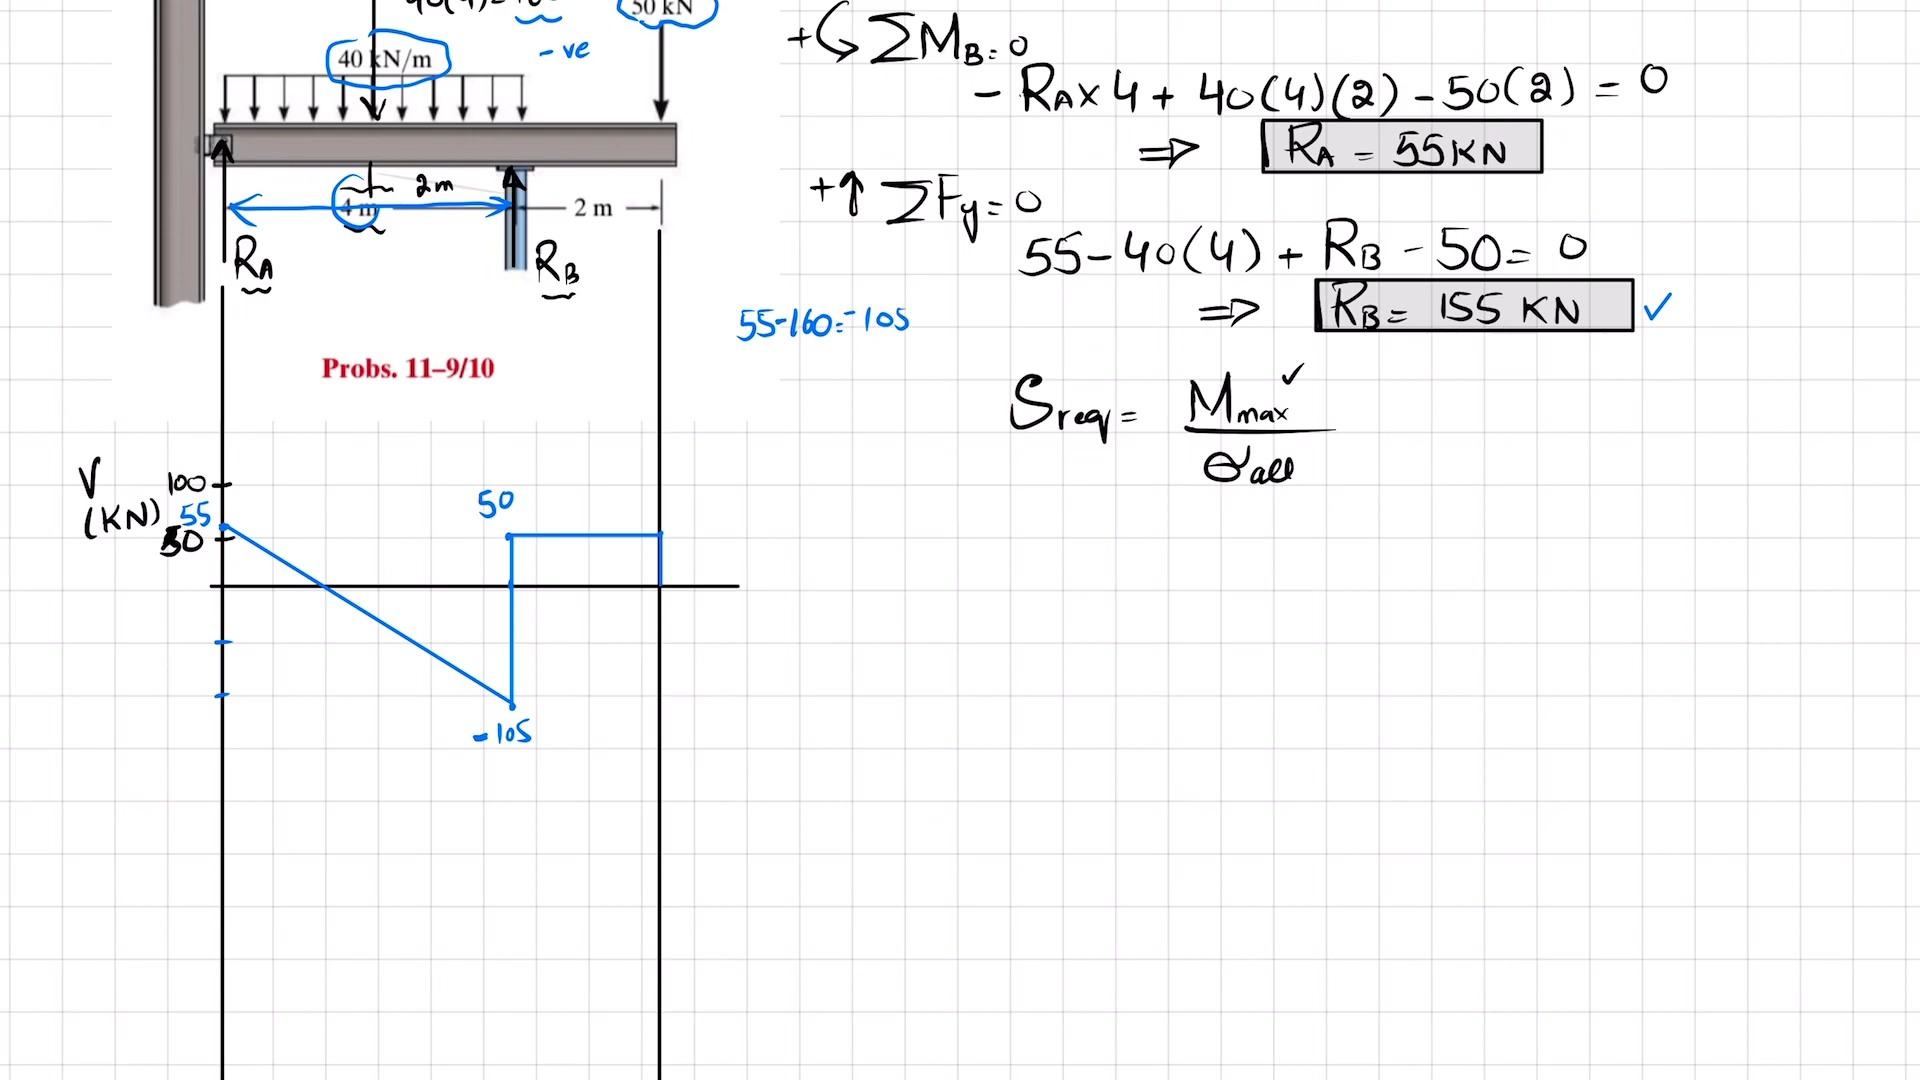 50 kN
- ve
40 kN/m
2m
4 m
2 m
RA
RB
Probs. 11–9/10
V
(KN)
100
55
50
50
-105
+ ΣMB=0
- RA×4 + 40(4)(2) - 50(2) = 0
⇒ RA = 55KN
+↑ ΣFy=0
55-40(4) + RB - 50= 0
⇒ RB= 155 KN ✓
55-160=-105
Sreq= Mmax ✓
σall